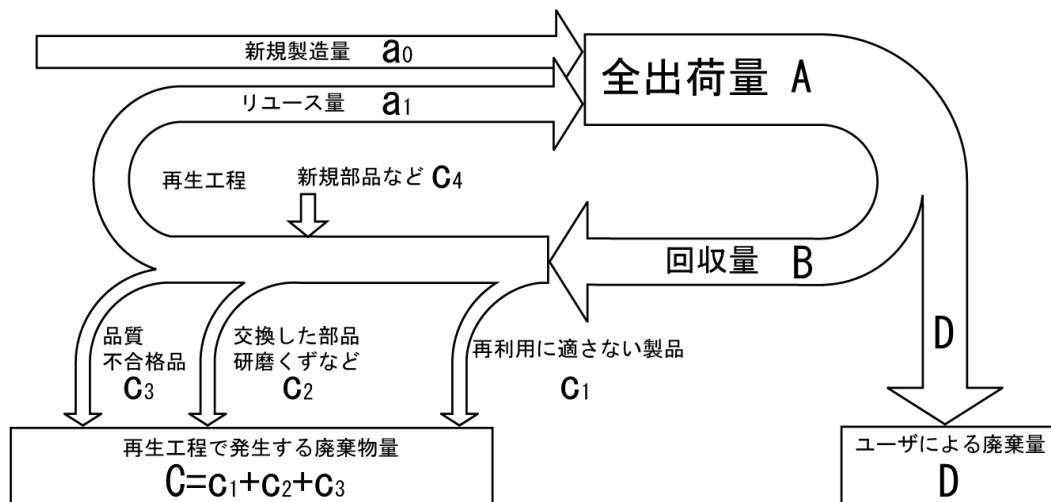 新規製造量 a0
全出荷量 A
リユース量 a1
再生工程
新規部品など c4
回収量 B
品質
不合格品
c3
交換した部品
研磨くずなど
c2
再利用に適さない製品
c1
D
再生工程で発生する廃棄物量
C=c1+c2+c3
ユーザによる廃棄量
D